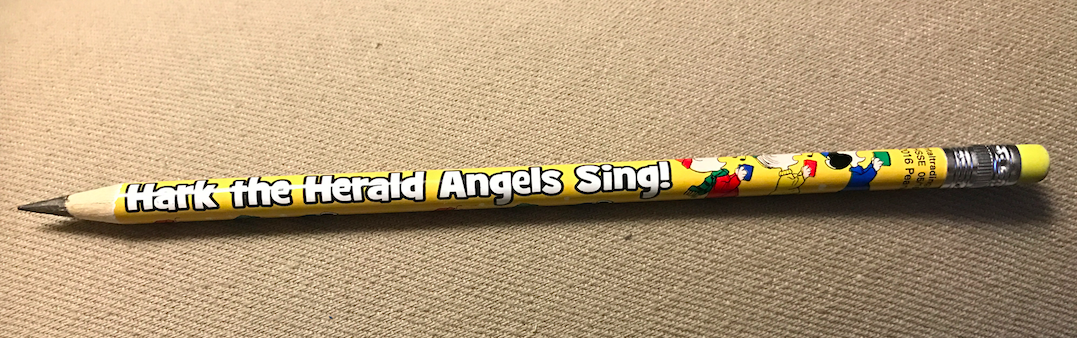 Hark the Herald Angels Sing!